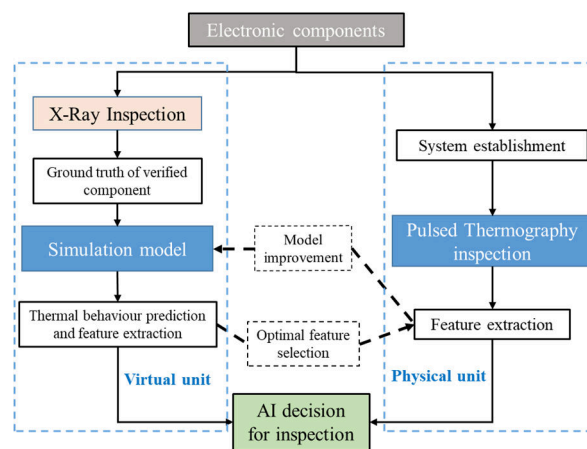 Electronic components
X-Ray Inspection
Ground truth of verified
component
Simulation model
Thermal behaviour prediction
and feature extraction
Virtual unit
Model
improvement
Optimal feature
selection
System establishment
Pulsed Thermography
inspection
Feature extraction
Physical unit
AI decision
for inspection